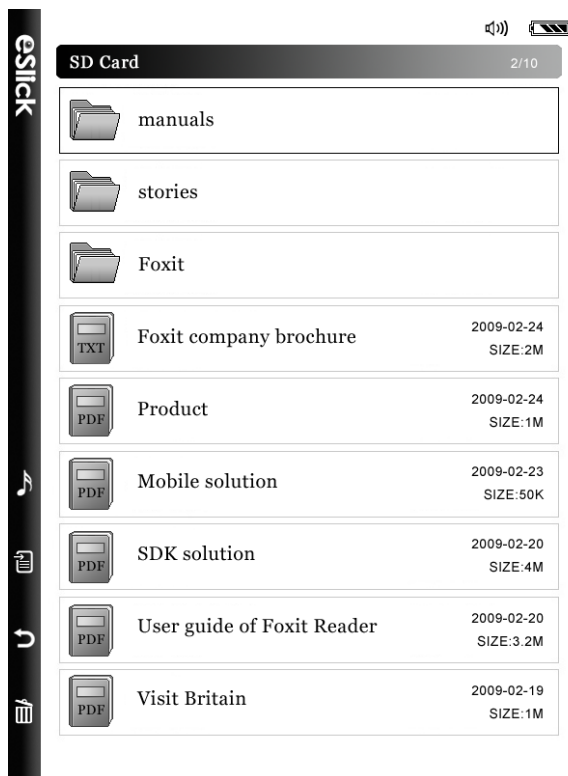 eSlick
SD Card 2/10
manuals
stories
Foxit
TXT Foxit company brochure 2009-02-24
SIZE:2M
PDF Product 2009-02-24
SIZE:1M
PDF Mobile solution 2009-02-23
SIZE:50K
PDF SDK solution 2009-02-20
SIZE:4M
PDF User guide of Foxit Reader 2009-02-20
SIZE:3.2M
PDF Visit Britain 2009-02-19
SIZE:1M